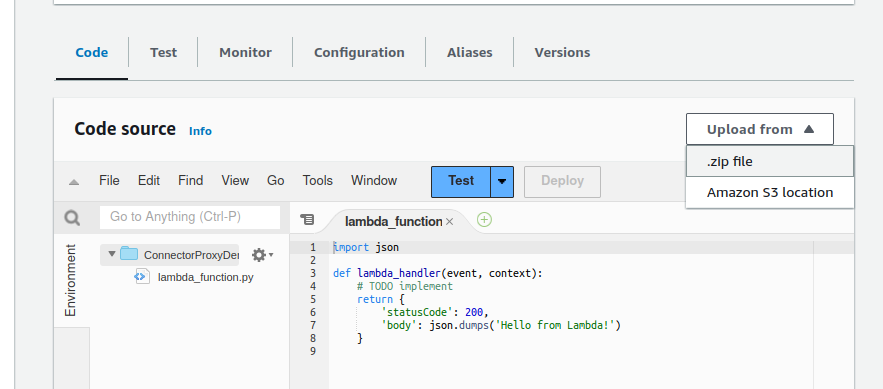 Code Test Monitor Configuration Aliases Versions
Code source Info
Upload from
.zip file
Amazon S3 location
File Edit Find View Go Tools Window Test Deploy
Go to Anything (Ctrl-P)
lambda_function
Environment
ConnectorProxyDer
lambda_function.py
1 import json
2
3 def lambda_handler(event, context):
4 # TODO implement
5 return {
6 'statusCode': 200,
7 'body': json.dumps('Hello from Lambda!')
8 }
9